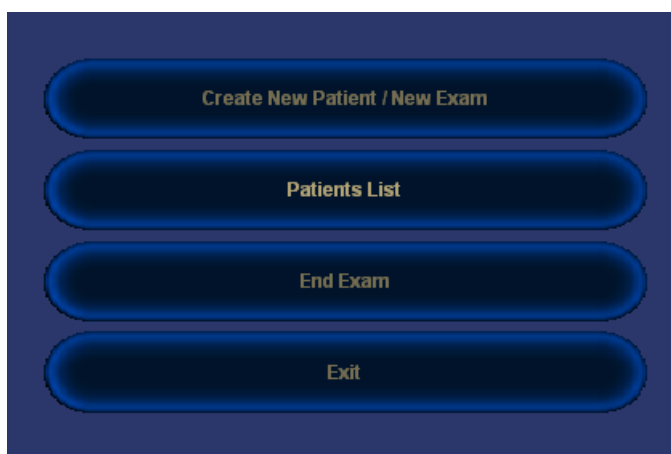 Create New Patient / New Exam
Patients List
End Exam
Exit